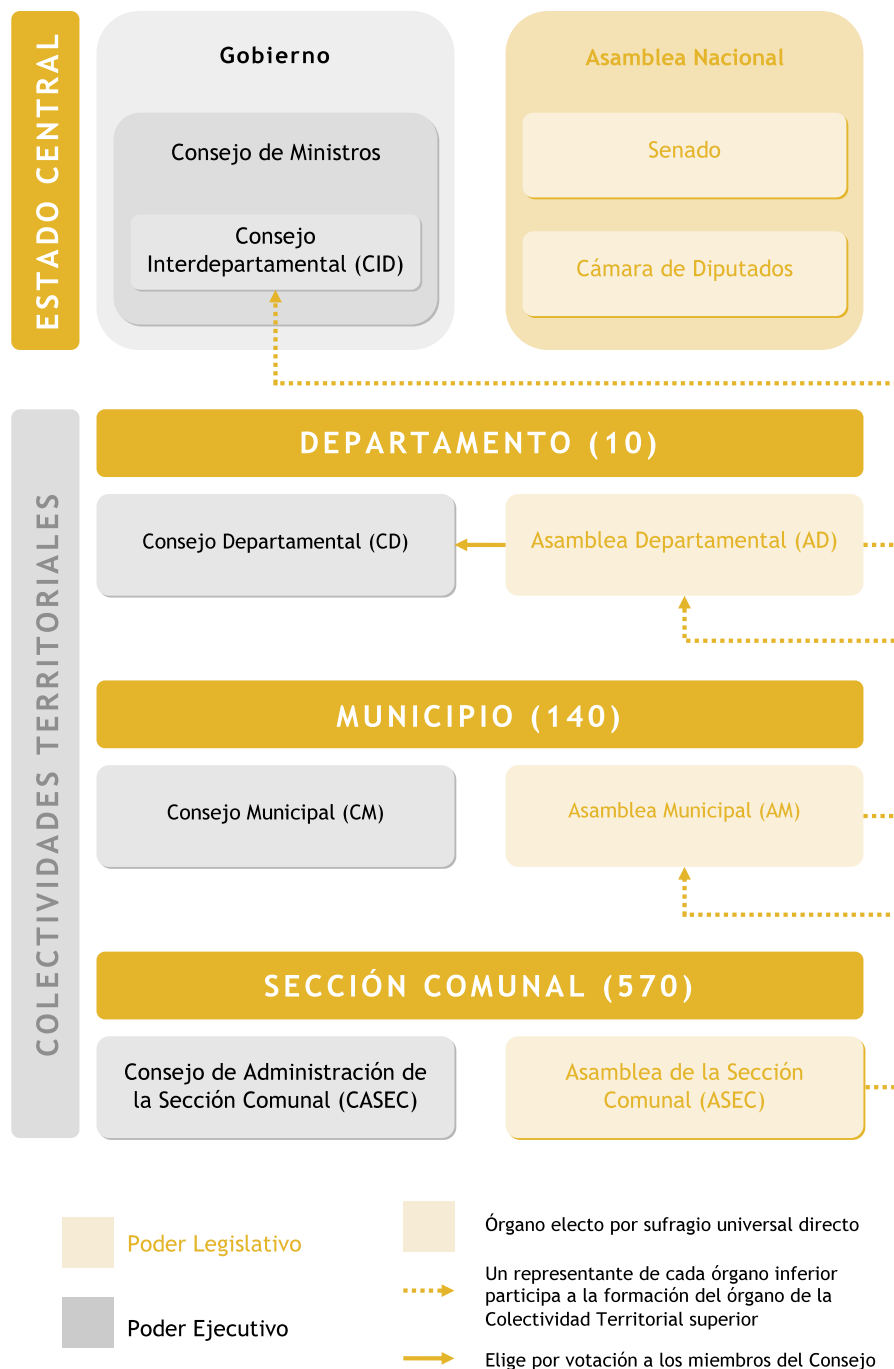 ESTADO CENTRAL
Gobierno
Consejo de Ministros
Consejo
Interdepartamental (CID)
Asamblea Nacional
Senado
Cámara de Diputados
COLECTIVIDADES TERRITORIALES
DEPARTAMENTO (10)
Consejo Departamental (CD)
Asamblea Departamental (AD)
MUNICIPIO (140)
Consejo Municipal (CM)
Asamblea Municipal (AM)
SECCIÓN COMUNAL (570)
Consejo de Administración de
la Sección Comunal (CASEC)
Asamblea de la Sección
Comunal (ASEC)
Poder Legislativo
Poder Ejecutivo
Órgano electo por sufragio universal directo
Un representante de cada órgano inferior
participa a la formación del órgano de la
Colectividad Territorial superior
Elige por votación a los miembros del Consejo